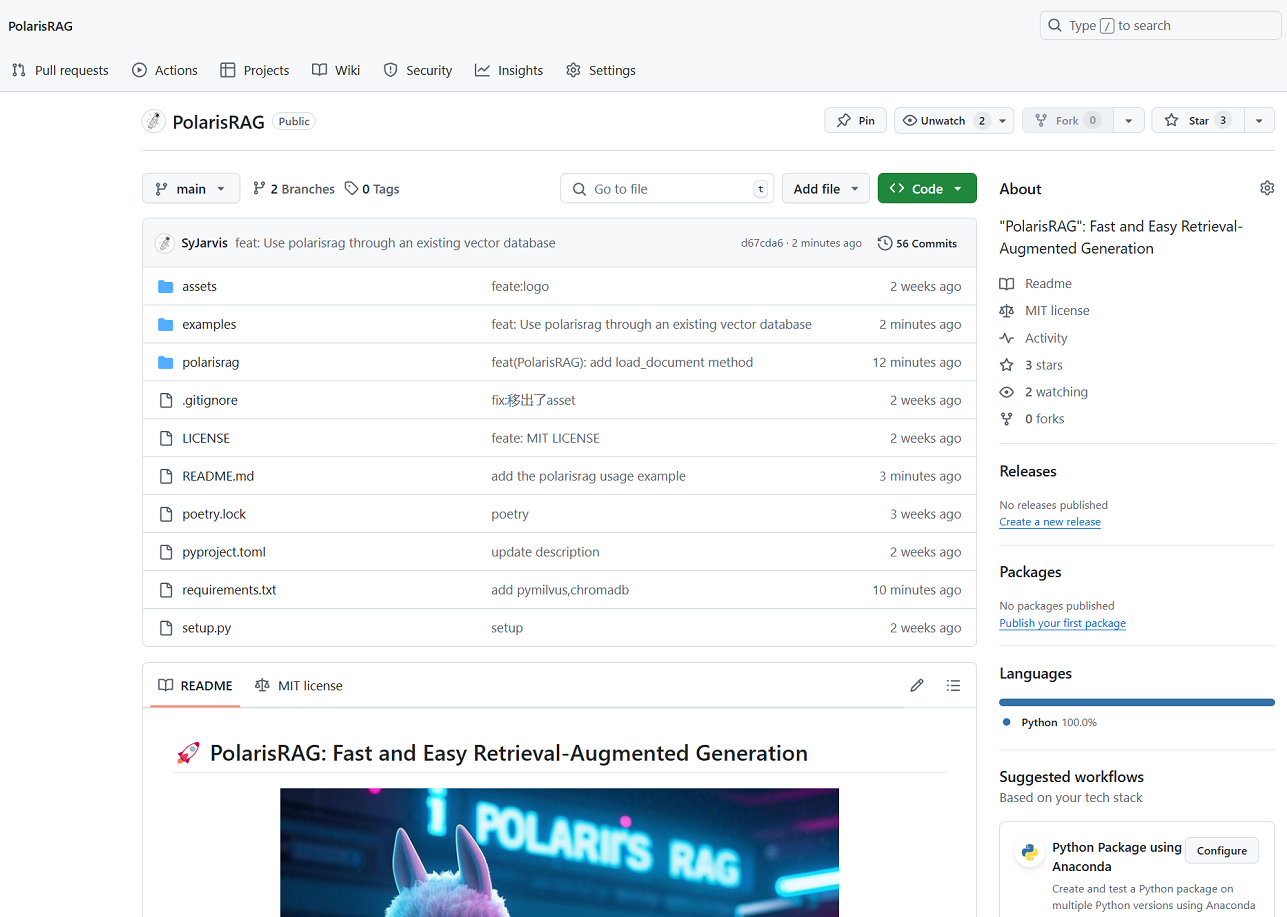 PolarisRAG
Type / to search
Pull requests Actions Projects Wiki Security Insights Settings
PolarisRAG Public
Pin Unwatch 2 Fork 0 Star 3
main 2 Branches 0 Tags Go to file t Add file Code
SyJarvis feat: Use polarisrag through an existing vector database d67cda6 · 2 minutes ago 56 Commits
assets feate:logo 2 weeks ago
examples feat: Use polarisrag through an existing vector database 2 minutes ago
polarisrag feat(PolarisRAG): add load_document method 12 minutes ago
.gitignore fix:移出了asset 2 weeks ago
LICENSE feate: MIT LICENSE 2 weeks ago
README.md add the polarisrag usage example 3 minutes ago
poetry.lock poetry 3 weeks ago
pyproject.toml update description 2 weeks ago
requirements.txt add pymilvus,chromadb 10 minutes ago
setup.py setup 2 weeks ago
README MIT license
PolarisRAG: Fast and Easy Retrieval-Augmented Generation
POLARI'S RAG
About
"PolarisRAG": Fast and Easy Retrieval-
Augmented Generation
Readme
MIT license
Activity
3 stars
2 watching
0 forks
Releases
No releases published
Create a new release
Packages
No packages published
Publish your first package
Languages
Python 100.0%
Suggested workflows
Based on your tech stack
Python Package using
Anaconda
Configure
Create and test a Python package on
multiple Python versions using Anaconda